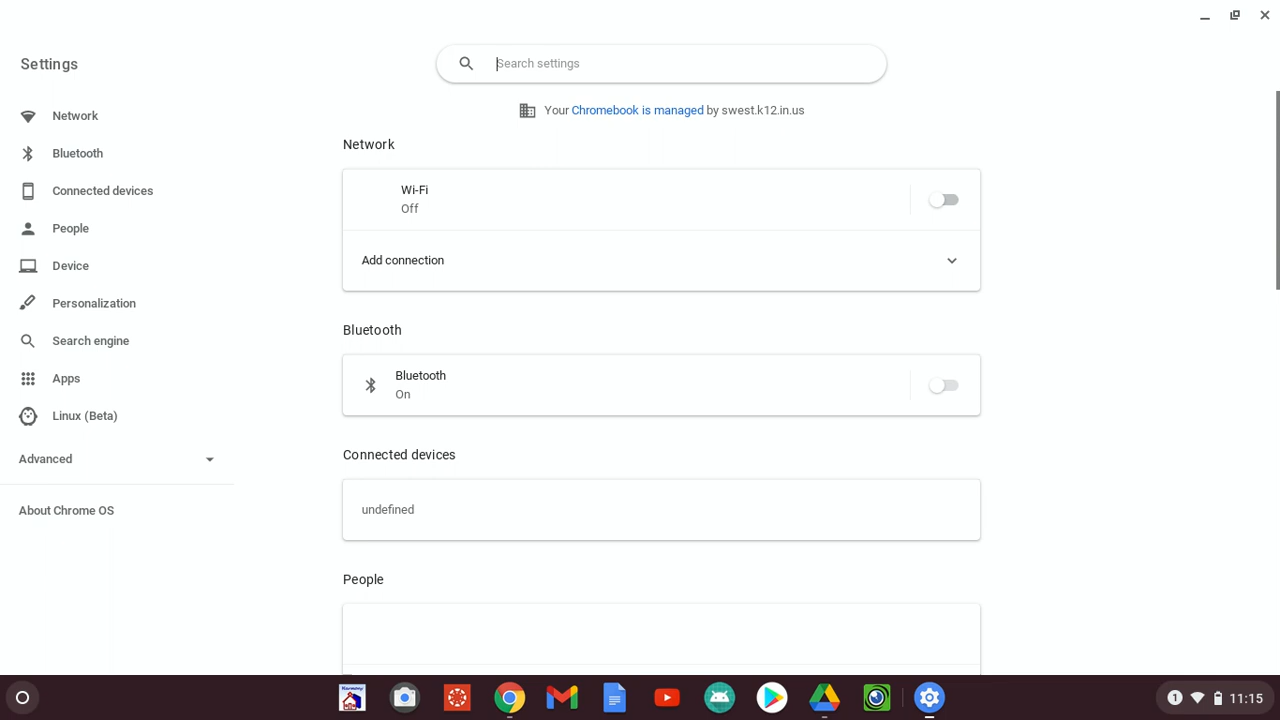 Settings
Search settings
Your Chromebook is managed by swest.k12.in.us
Network
Bluetooth
Connected devices
People
Device
Personalization
Search engine
Apps
Linux (Beta)
Advanced
About Chrome OS
Network
Wi-Fi
Off
Add connection
Bluetooth
Bluetooth
On
Connected devices
undefined
People
1
11:15